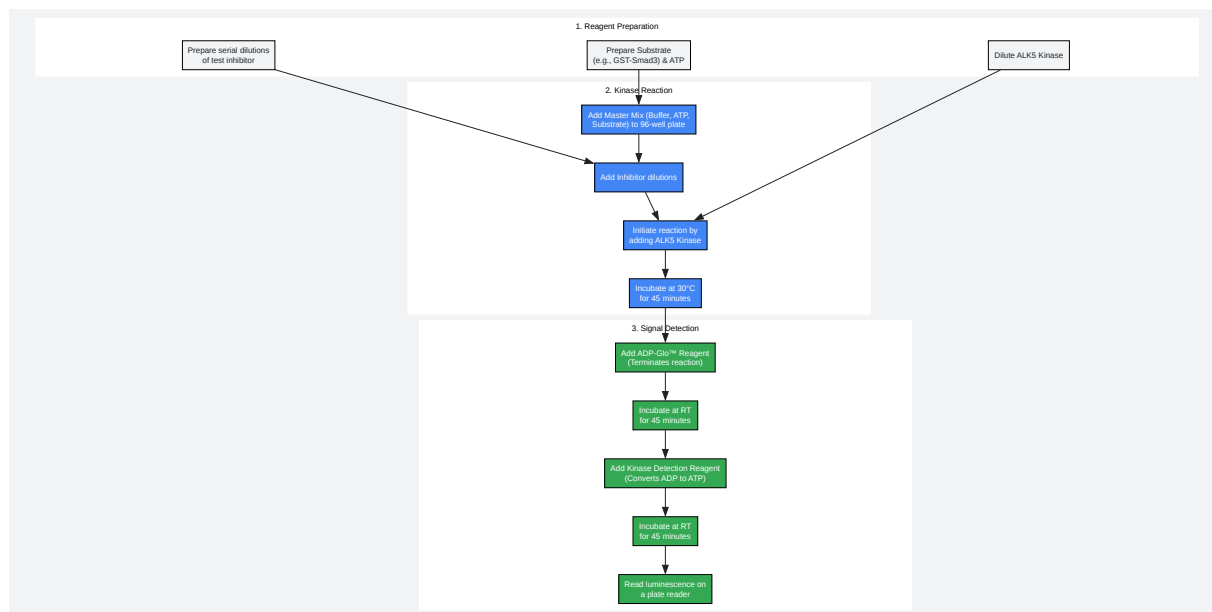 1. Reagent Preparation
Prepare serial dilutions
of test inhibitor
Prepare Substrate
(e.g., GST-Smad3) & ATP
Dilute ALK5 Kinase
2. Kinase Reaction
Add Master Mix (Buffer, ATP,
Substrate) to 96-well plate
Add Inhibitor dilutions
Initiate reaction by
adding ALK5 Kinase
Incubate at 30°C
for 45 minutes
3. Signal Detection
Add ADP-Glo™ Reagent
(Terminates reaction)
Incubate at RT
for 45 minutes
Add Kinase Detection Reagent
(Converts ADP to ATP)
Incubate at RT
for 45 minutes
Read luminescence on
a plate reader